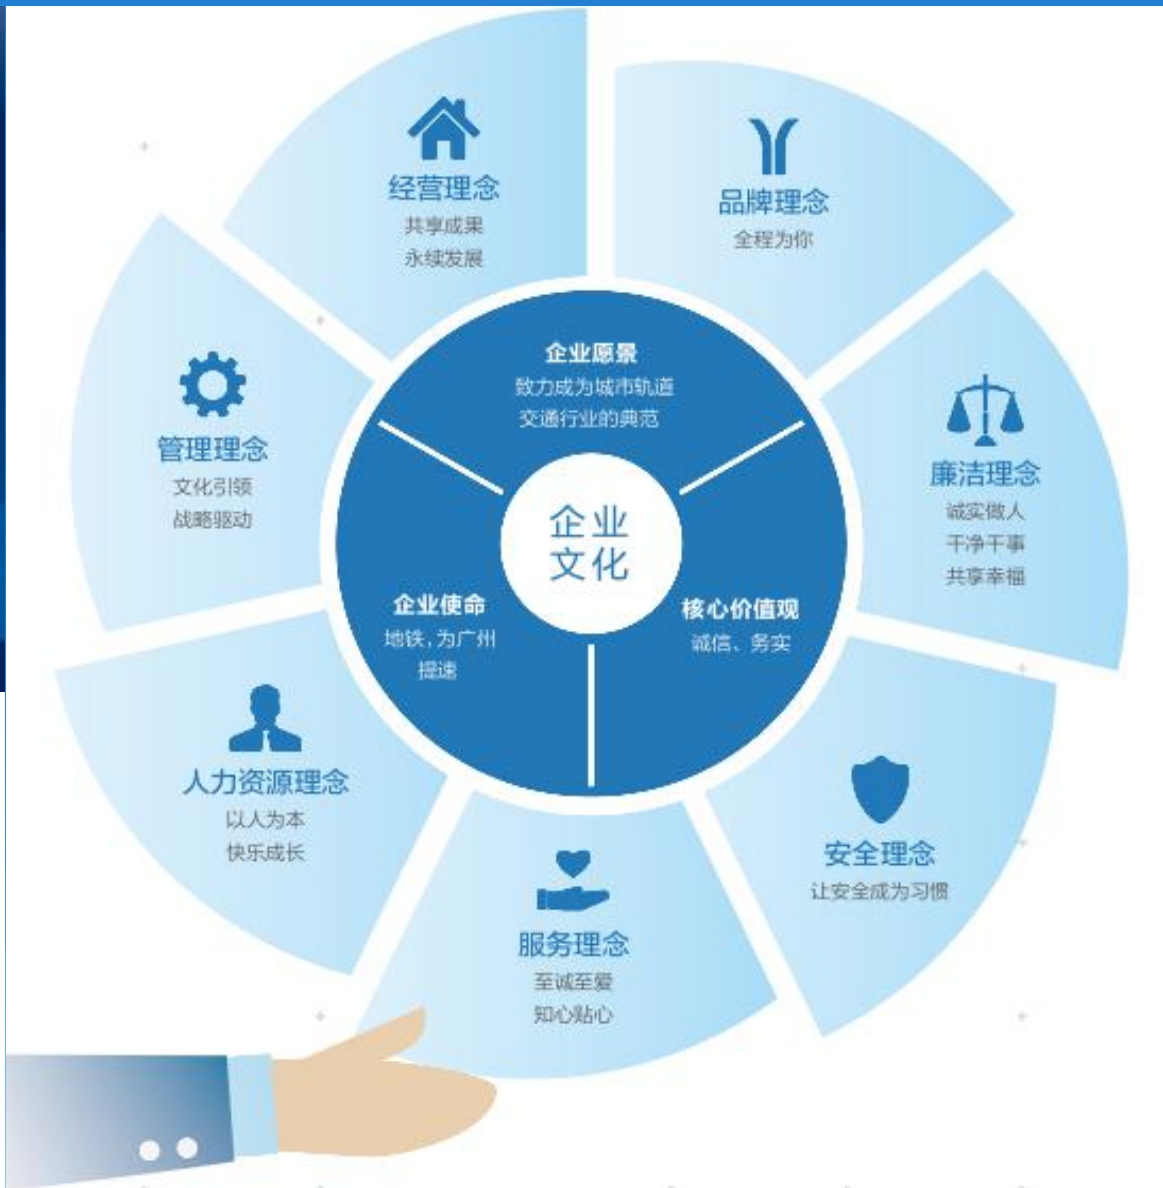 经营理念
共享成果
永续发展
品牌理念
全程为你
廉洁理念
诚实做人
干净干事
共享幸福
安全理念
让安全成为习惯
服务理念
至诚至爱
知心贴心
人力资源理念
以人为本
快乐成长
管理理念
文化引领
战略驱动
企业愿景
致力成为城市轨道
交通行业的典范
核心价值观
诚信、务实
企业使命
地铁，为广州
提速
企业
文化